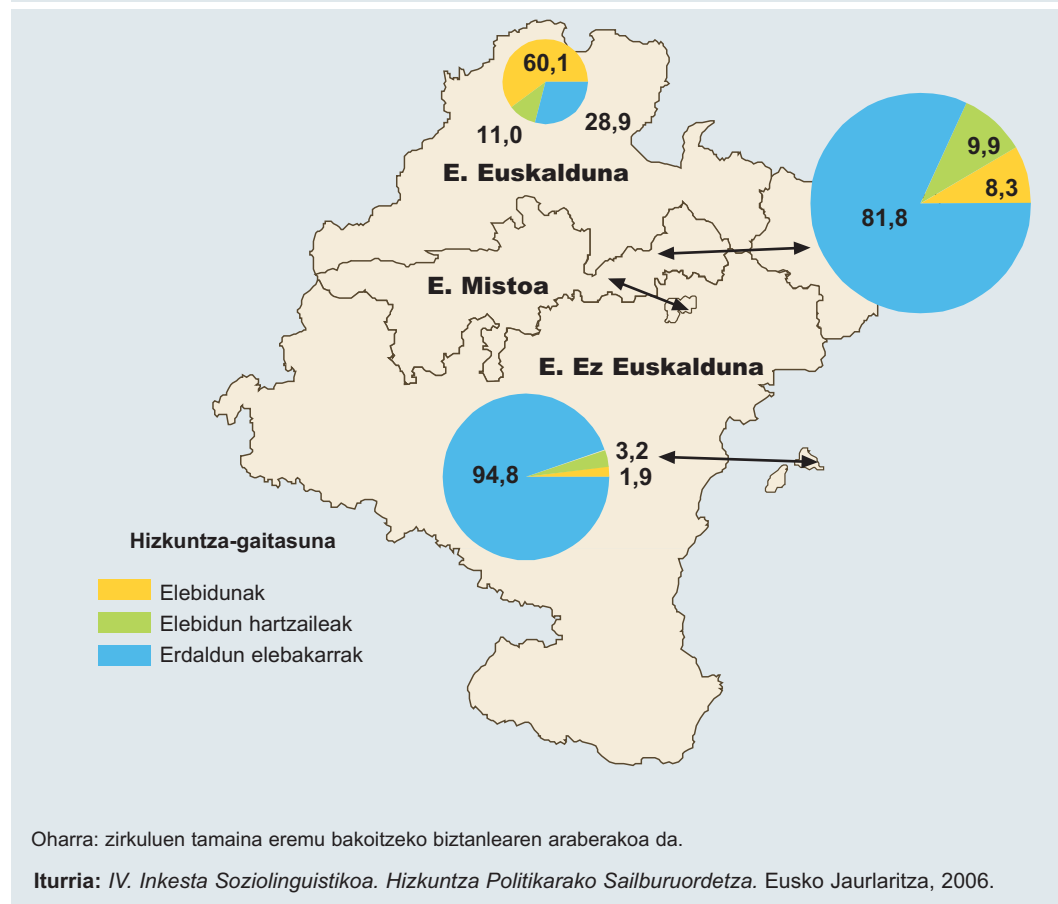 60,1
11,0
28,9
E. Euskalduna
9,9
8,3
81,8
E. Mistoa
E. Ez Euskalduna
3,2
94,8
1,9
Hizkuntza-gaitasuna
Elebidunak
Elebidun hartzaileak
Erdaldun elebakarrak
Oharra: zirkuluen tamaina eremu bakoitzeko biztanlearen araberakoa da.
Iturria: IV. Inkesta Soziolinguistikoa. Hizkuntza Politikarako Sailburuordetza. Eusko Jaurlaritza, 2006.